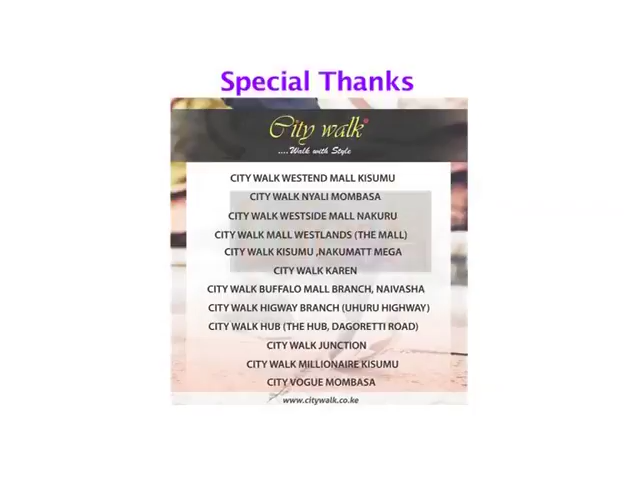 Special Thanks
City walk
....Walk with Style
CITY WALK WESTEND MALL KISUMU
CITY WALK NYALI MOMBASA
CITY WALK WESTSIDE MALL NAKURU
CITY WALK MALL WESTLANDS (THE MALL)
CITY WALK KISUMU ,NAKUMATT MEGA
CITY WALK KAREN
CITY WALK BUFFALO MALL BRANCH, NAIVASHA
CITY WALK HIGWAY BRANCH (UHURU HIGHWAY)
CITY WALK HUB (THE HUB, DAGORETTI ROAD)
CITY WALK JUNCTION
CITY WALK MILLIONAIRE KISUMU
CITY VOGUE MOMBASA
www.citywalk.co.ke